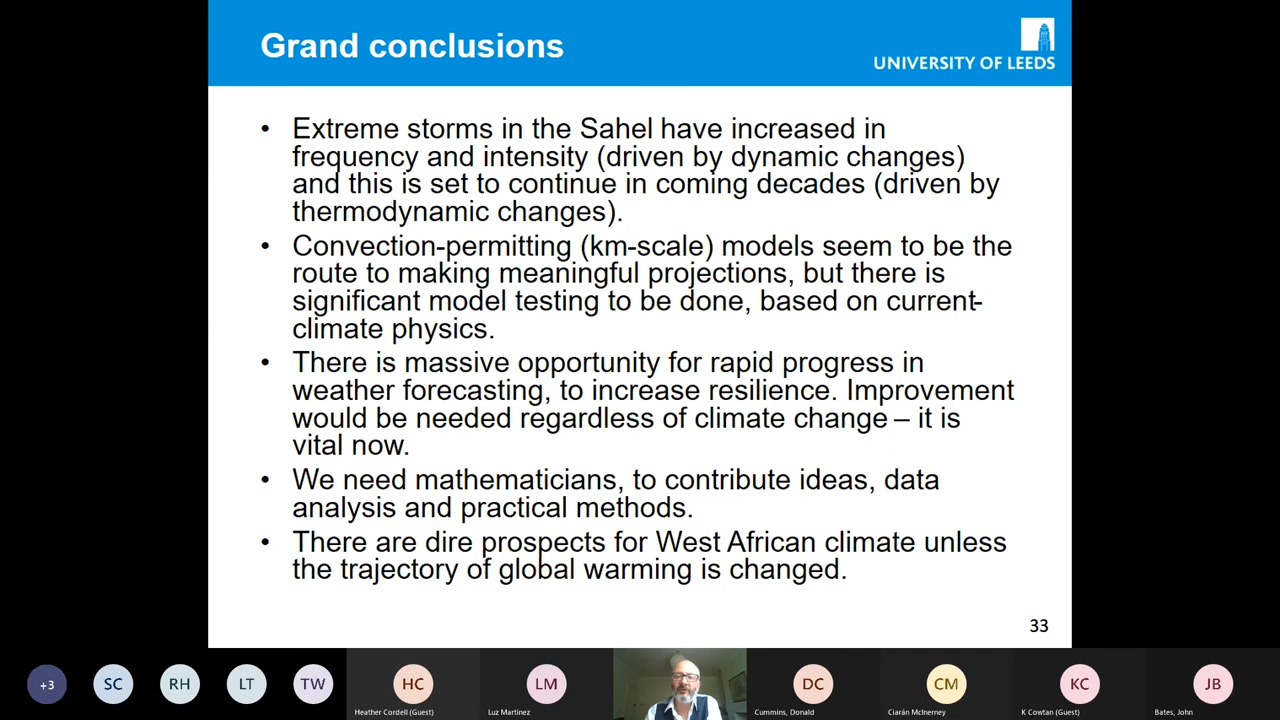 Grand conclusions
UNIVERSITY OF LEEDS
• Extreme storms in the Sahel have increased in
frequency and intensity (driven by dynamic changes)
and this is set to continue in coming decades (driven by
thermodynamic changes).
• Convection-permitting (km-scale) models seem to be the
route to making meaningful projections, but there is
significant model testing to be done, based on current-
climate physics.
• There is massive opportunity for rapid progress in
weather forecasting, to increase resilience. Improvement
would be needed regardless of climate change – it is
vital now.
• We need mathematicians, to contribute ideas, data
analysis and practical methods.
• There are dire prospects for West African climate unless
the trajectory of global warming is changed.
33
+3 SC RH LT TW HC LM DC CM KC JB
Heather Cordell (Guest) Luz Martinez Cummins, Donald Ciarán McInerney K Cowtan (Guest) Bates, John